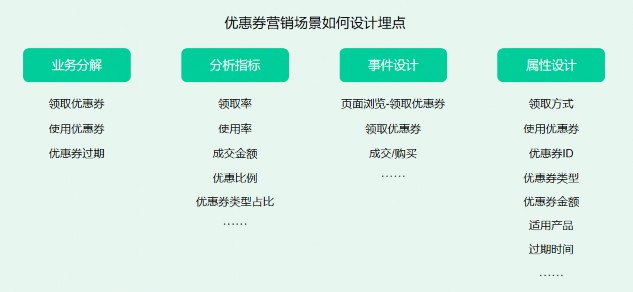 优惠券营销场景如何设计埋点
业务分解
领取优惠券
使用优惠券
优惠券过期
分析指标
领取率
使用率
成交金额
优惠比例
优惠券类型占比
······
事件设计
页面浏览-领取优惠券
领取优惠券
成交/购买
······
属性设计
领取方式
使用优惠券
优惠券ID
优惠券类型
优惠券金额
适用产品
过期时间
······